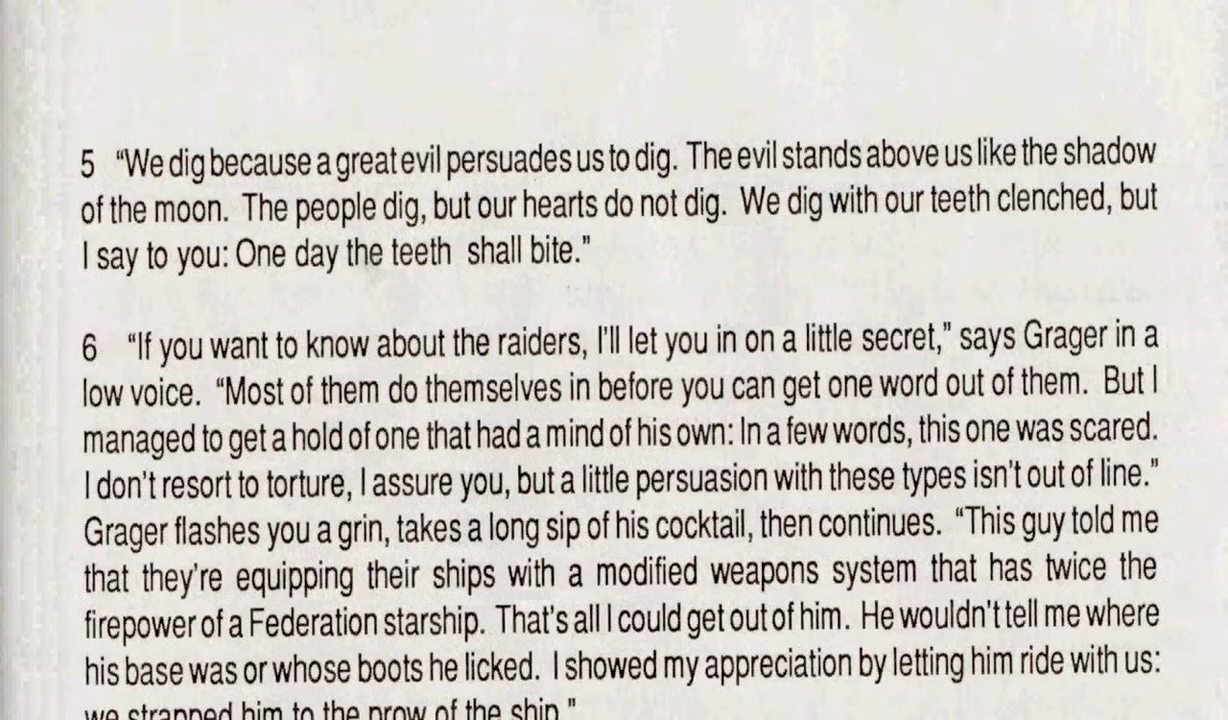 5 “We dig because a great evil persuades us to dig. The evil stands above us like the shadow
of the moon. The people dig, but our hearts do not dig. We dig with our teeth clenched, but
I say to you: One day the teeth shall bite.”
6 “If you want to know about the raiders, I’ll let you in on a little secret,” says Grager in a
low voice. “Most of them do themselves in before you can get one word out of them. But I
managed to get a hold of one that had a mind of his own: In a few words, this one was scared.
I don’t resort to torture, I assure you, but a little persuasion with these types isn’t out of line.”
Grager flashes you a grin, takes a long sip of his cocktail, then continues. “This guy told me
that they’re equipping their ships with a modified weapons system that has twice the
firepower of a Federation starship. That’s all I could get out of him. He wouldn’t tell me where
his base was or whose boots he licked. I showed my appreciation by letting him ride with us:
we strapped him to the prow of the ship.”